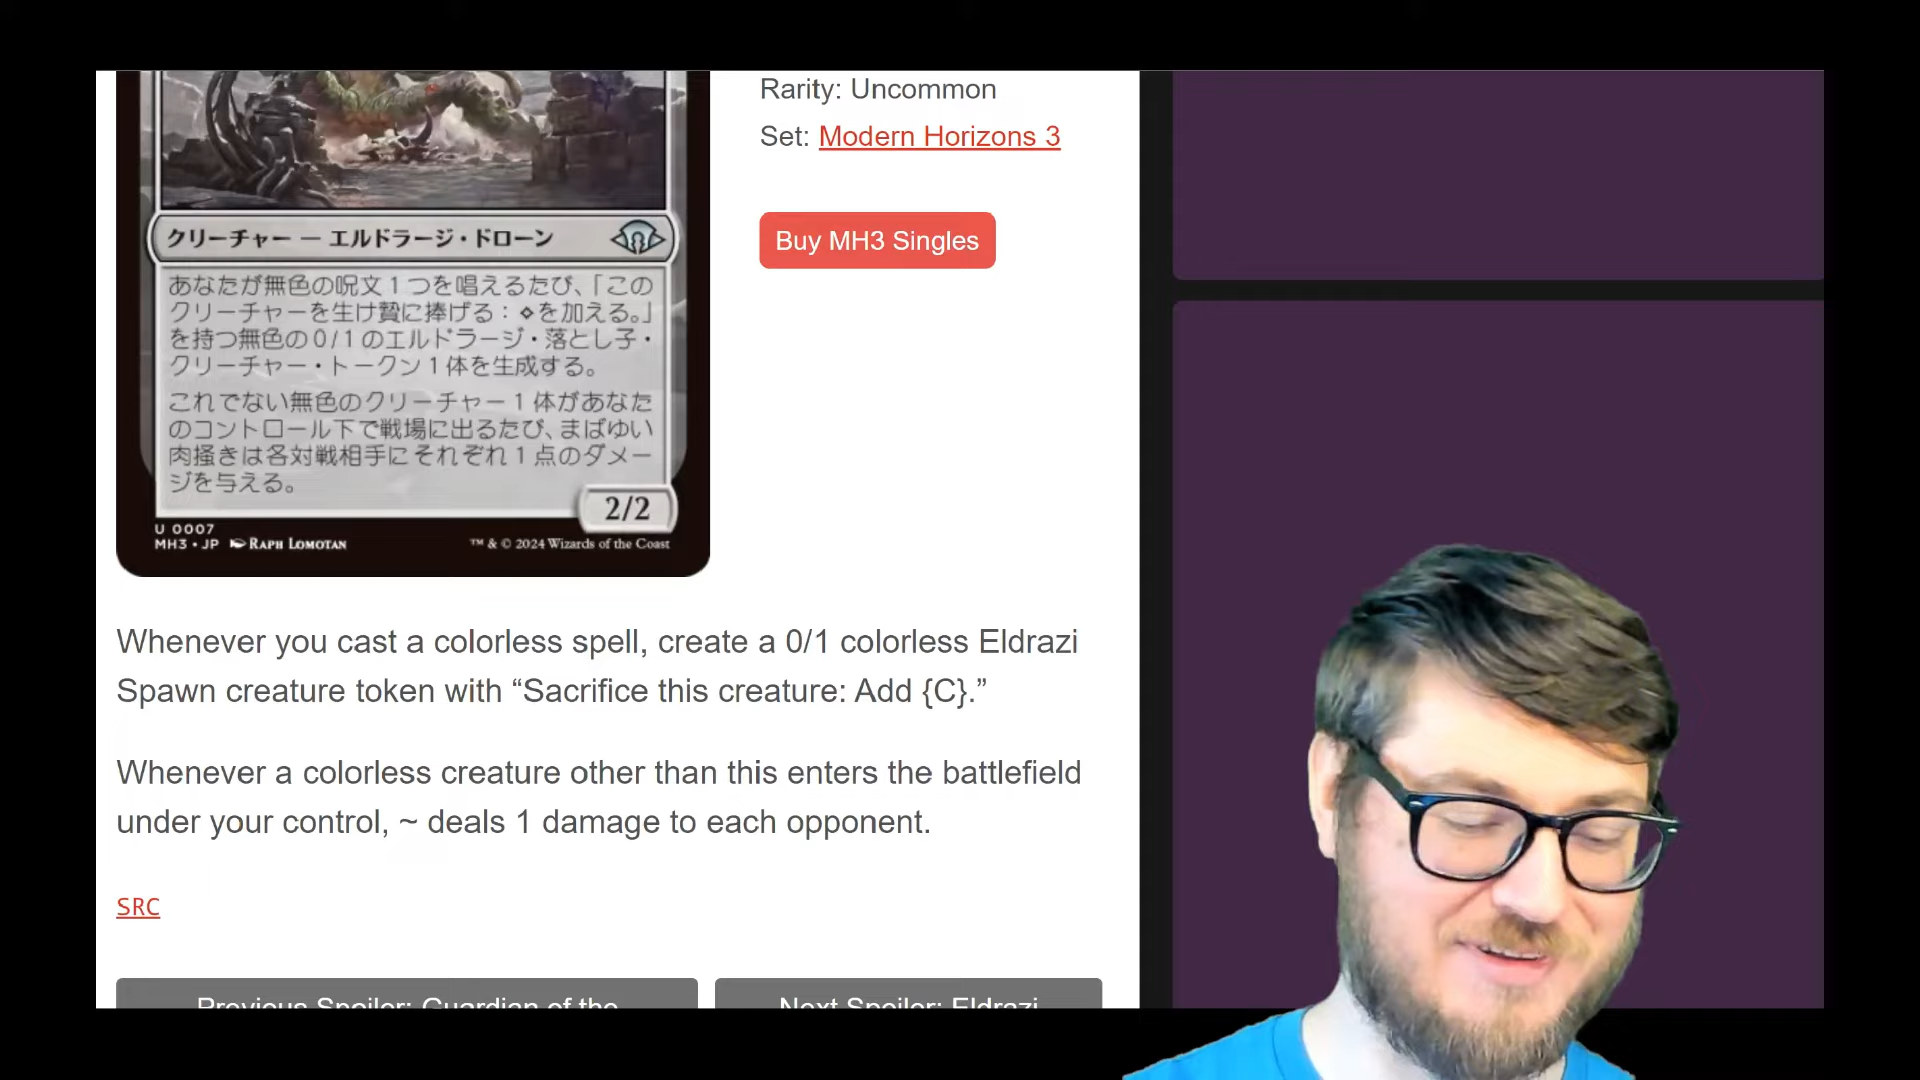 クリーチャー — エルドラージ・ドローン
あなたが無色の呪文1つを唱えるたび、「この
クリーチャーを生け贄に捧げる：◇を加える。」
を持つ無色の0/1のエルドラージ・落とし子・
クリーチャー・トークン1体を生成する。
これでない無色のクリーチャー1体があなた
のコントロール下で戦場に出るたび、まばゆい
肉掻きは各対戦相手にそれぞれ1点のダメー
ジを与える。
2/2
U 0007
MH3 • JP RAPH LOMOTAN
™ & © 2024 Wizards of the Coast
Rarity: Uncommon
Set: Modern Horizons 3
Buy MH3 Singles
Whenever you cast a colorless spell, create a 0/1 colorless Eldrazi
Spawn creature token with “Sacrifice this creature: Add {C}.”
Whenever a colorless creature other than this enters the battlefield
under your control, ~ deals 1 damage to each opponent.
SRC
Previous Spoiler: Guardian of the
Next Spoiler: Eldrazi